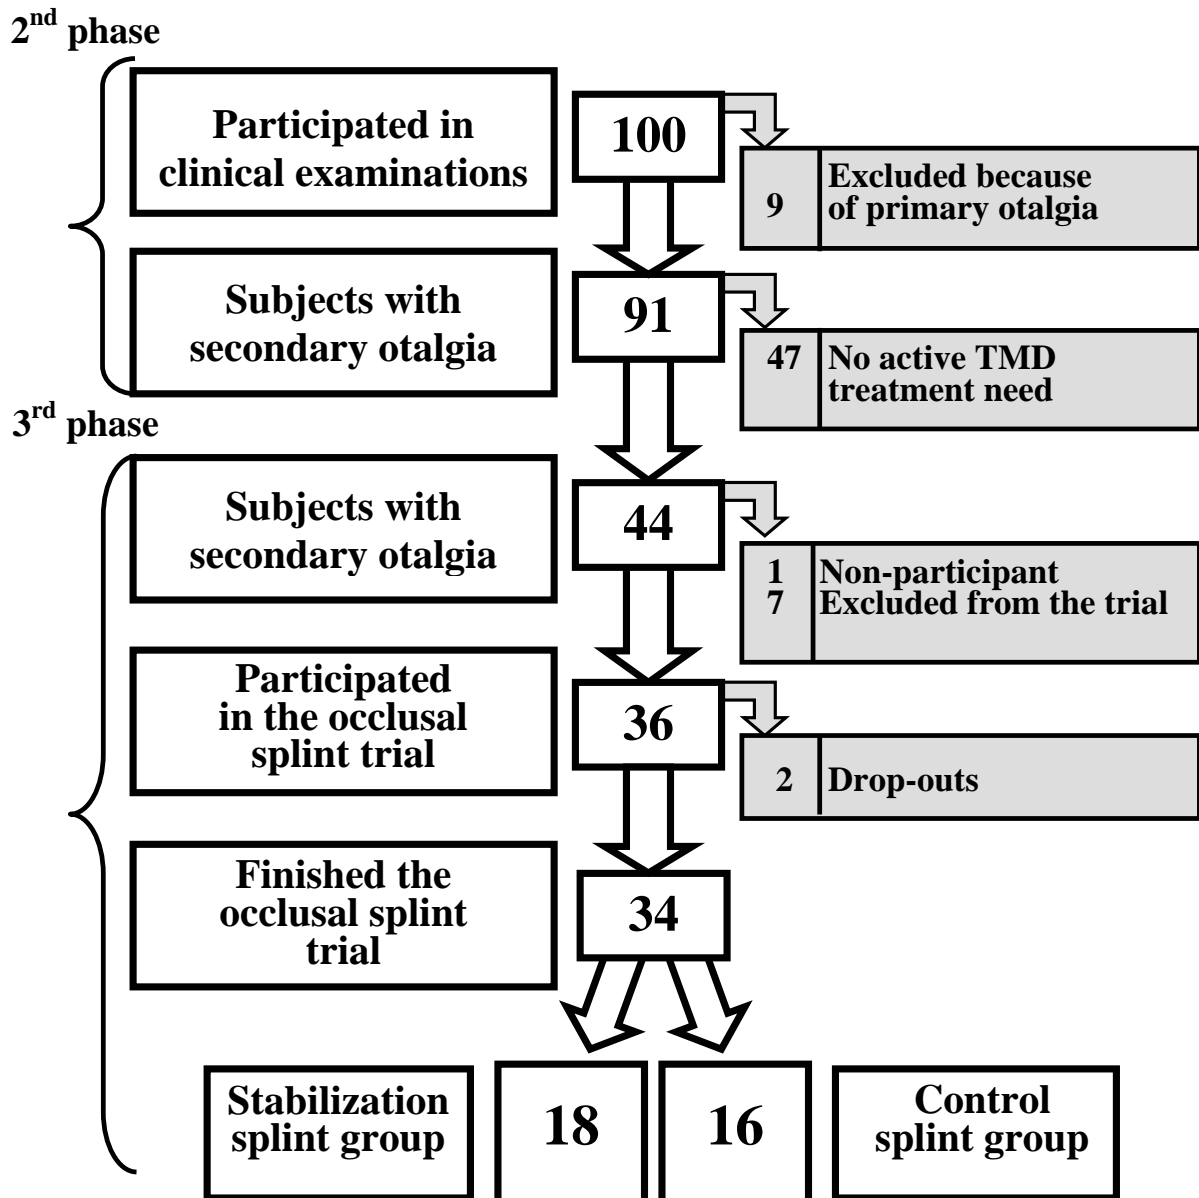 2nd phase
Participated in
clinical examinations
100
9
Excluded because
of primary otalgia
Subjects with
secondary otalgia
91
47
No active TMD
treatment need
3rd phase
Subjects with
secondary otalgia
44
1 Non-participant
7 Excluded from the trial
Participated
in the occlusal
splint trial
36
2 Drop-outs
Finished the
occlusal splint
trial
34
Stabilization
splint group
18
16
Control
splint group